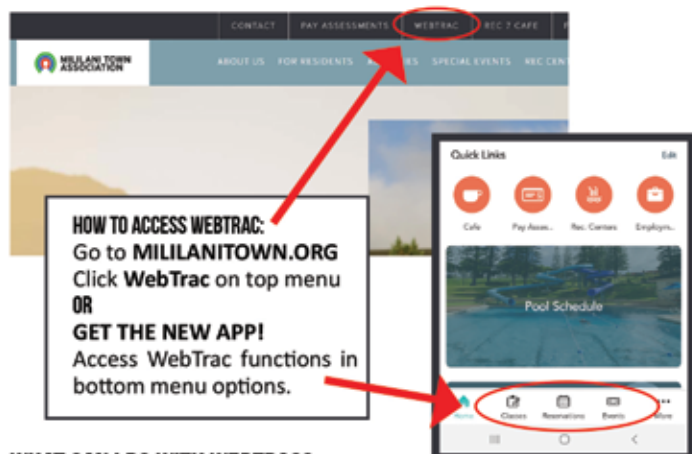 CONTACT PAY ASSESSMENTS WEBTRAC REC 7 CAFE
MILILANI TOWN
ASSOCIATION
ABOUT US FOR RESIDENTS SPECIAL EVENTS REC CEN
HOW TO ACCESS WEBTRAC:
Go to MILILANITOWN.ORG
Click WebTrac on top menu
OR
GET THE NEW APP!
Access WebTrac functions in
bottom menu options.
Quick Links Edit
Cafe Pay Asses... Rec. Centers Employm...
Pool Schedule
Home Classes Reservations Events More